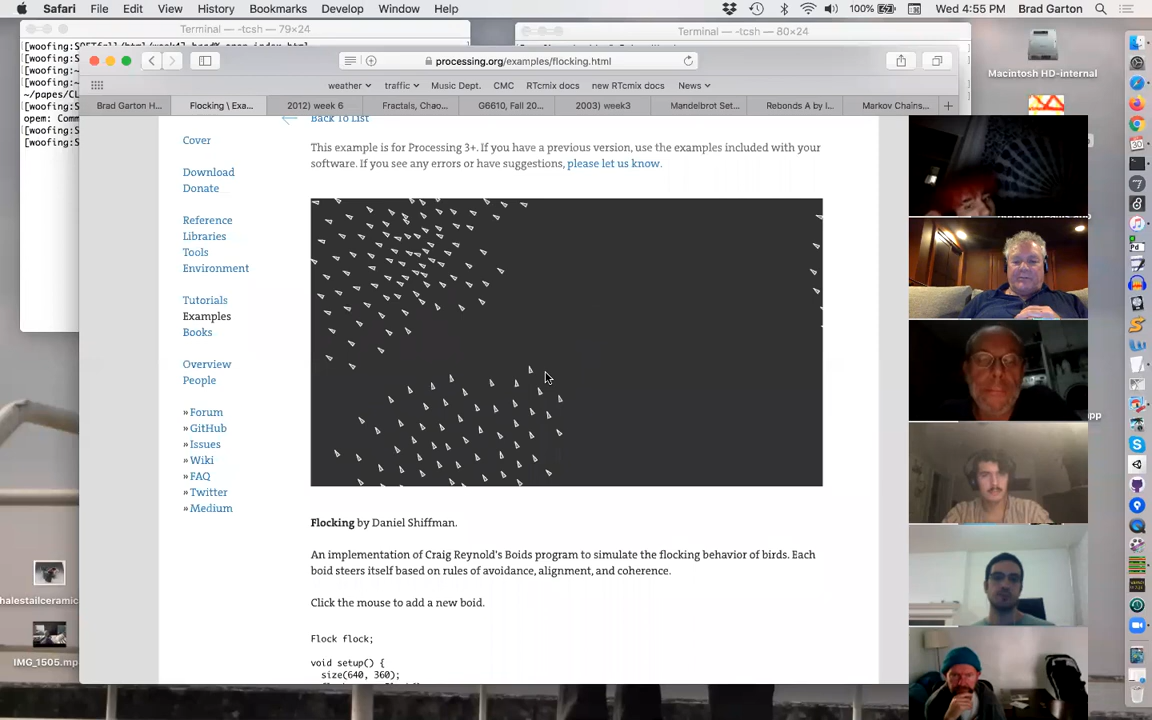 Safari File Edit View History Bookmarks Develop Window Help 100% Wed 4:55 PM Brad Garton
Terminal — -tcsh — 79×24
Terminal — -tcsh — 80×24
[woofing:S
[woofing:S
[woofing:~
[woofing:~
~/papes/CL
[woofing:S
opem: Comm
[woofing:S
[woofing:S
processing.org/examples/flocking.html
weather traffic Music Dept. CMC RTcmix docs new RTcmix docs News
Brad Garton H...
Flocking \ Exa...
2012) week 6
Fractals, Chao...
G6610, Fall 20...
2003) week3
Mandelbrot Set...
Rebonds A by I...
Markov Chains...
Macintosh HD-internal
Back To List
This example is for Processing 3+. If you have a previous version, use the examples included with your
software. If you see any errors or have suggestions, please let us know.
Cover
Download
Donate
Reference
Libraries
Tools
Environment
Tutorials
Examples
Books
Overview
People
» Forum
» GitHub
» Issues
» Wiki
» FAQ
» Twitter
» Medium
Flocking by Daniel Shiffman.
An implementation of Craig Reynold's Boids program to simulate the flocking behavior of birds. Each
boid steers itself based on rules of avoidance, alignment, and coherence.
Click the mouse to add a new boid.
Flock flock;
void setup() {
size(640, 360);
halestailceramic
IMG_1505.mp
app
30
Pd